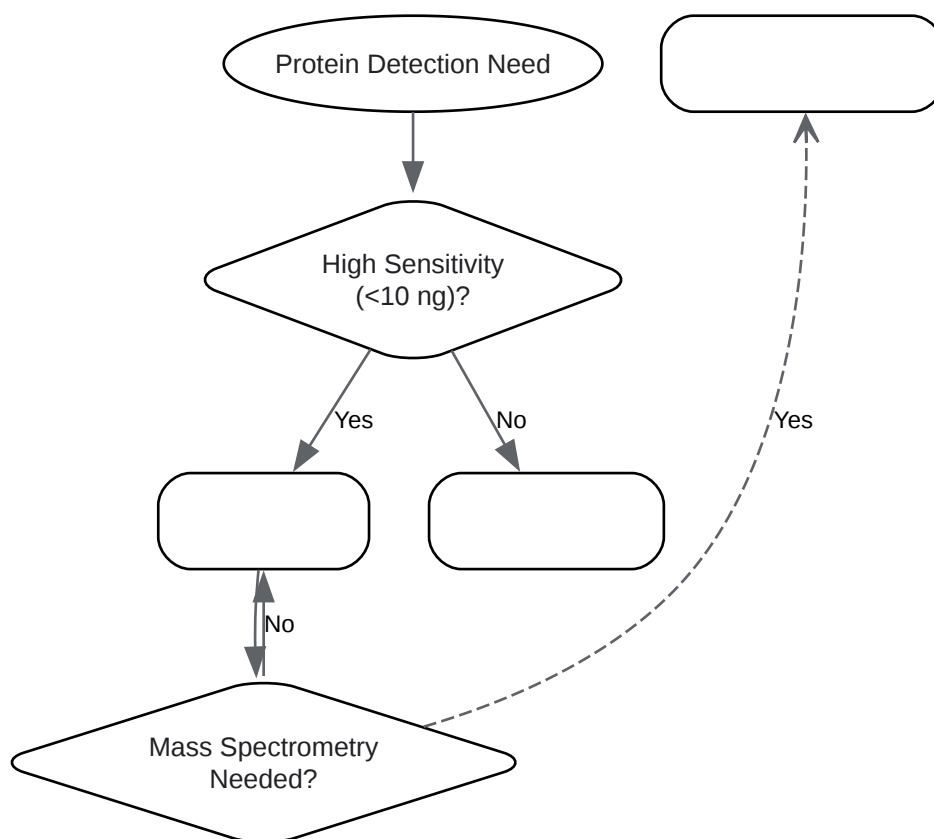 Protein Detection Need
High Sensitivity
(<10 ng)?
Yes
No
Yes
No
Mass Spectrometry
Needed?